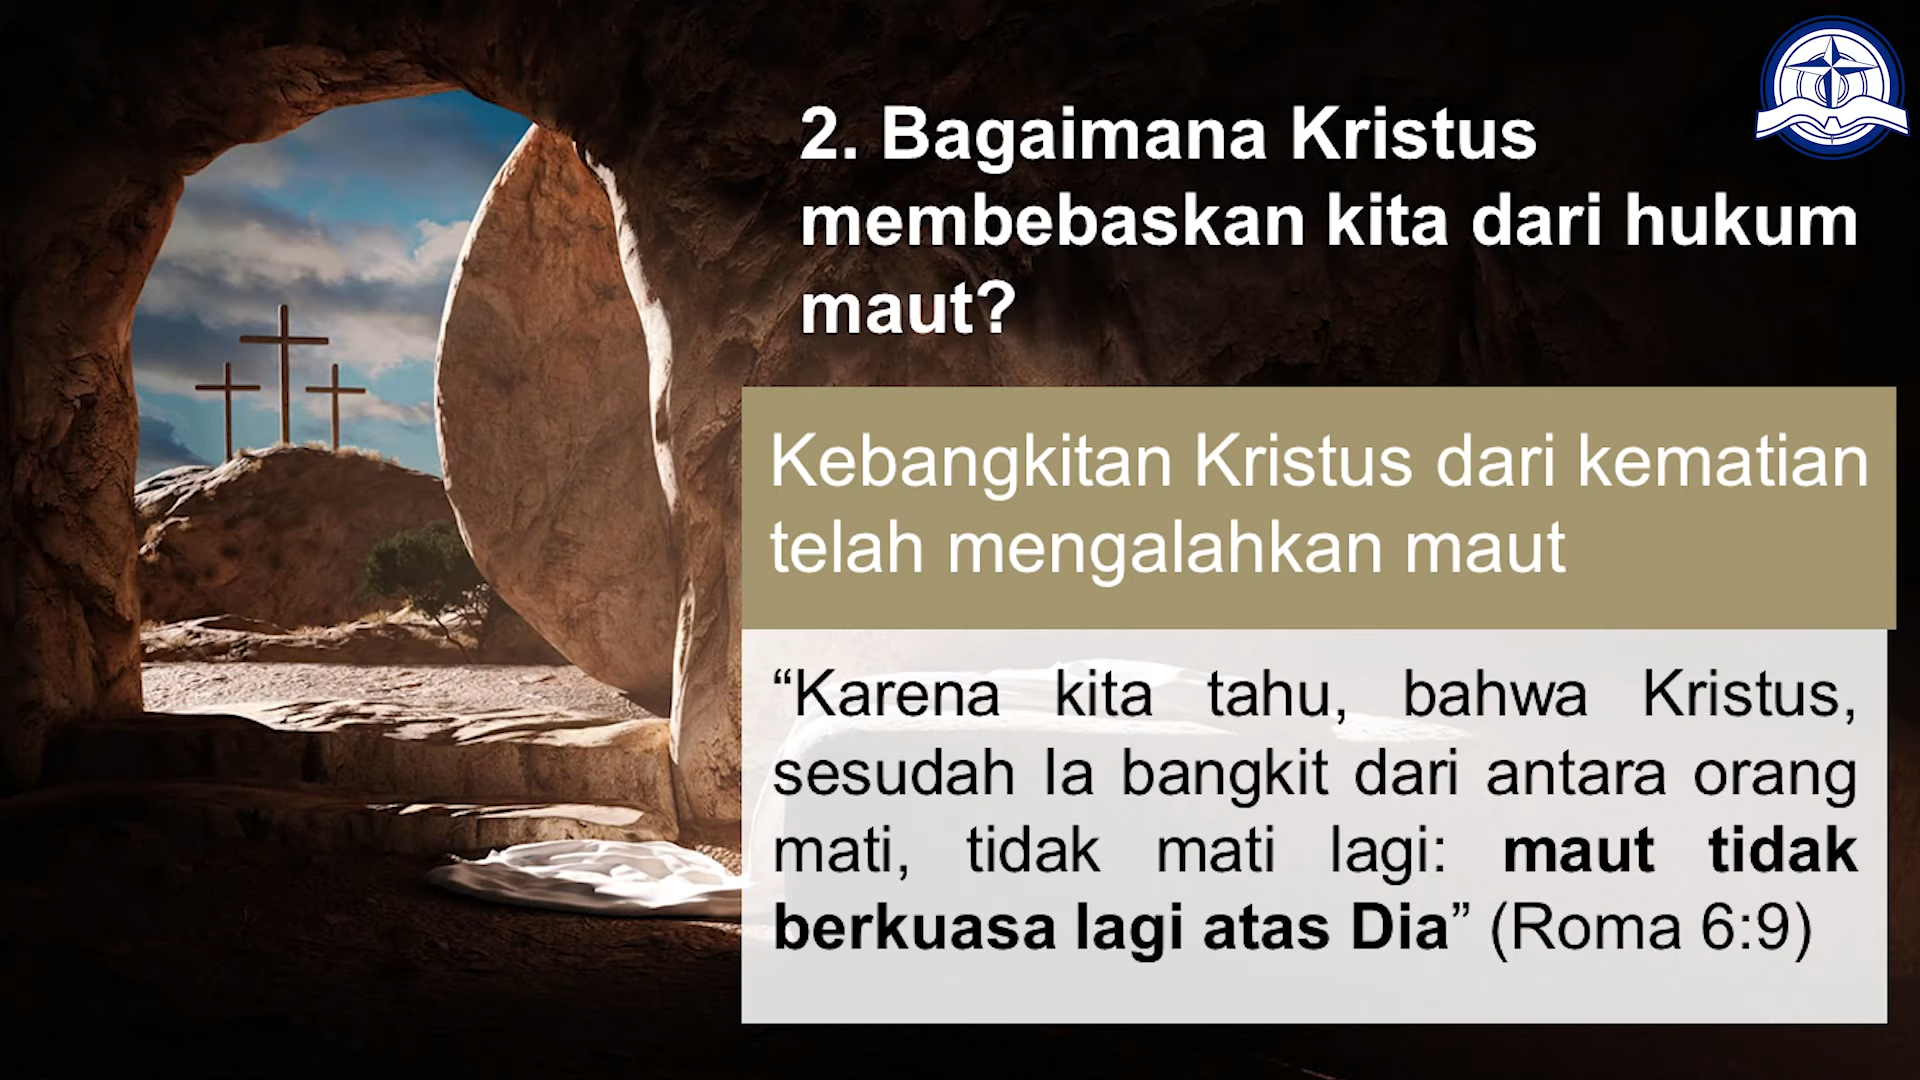 2. Bagaimana Kristus
membebaskan kita dari hukum
maut?
Kebangkitan Kristus dari kematian
telah mengalahkan maut
“Karena kita tahu, bahwa Kristus,
sesudah Ia bangkit dari antara orang
mati, tidak mati lagi: maut tidak
berkuasa lagi atas Dia” (Roma 6:9)